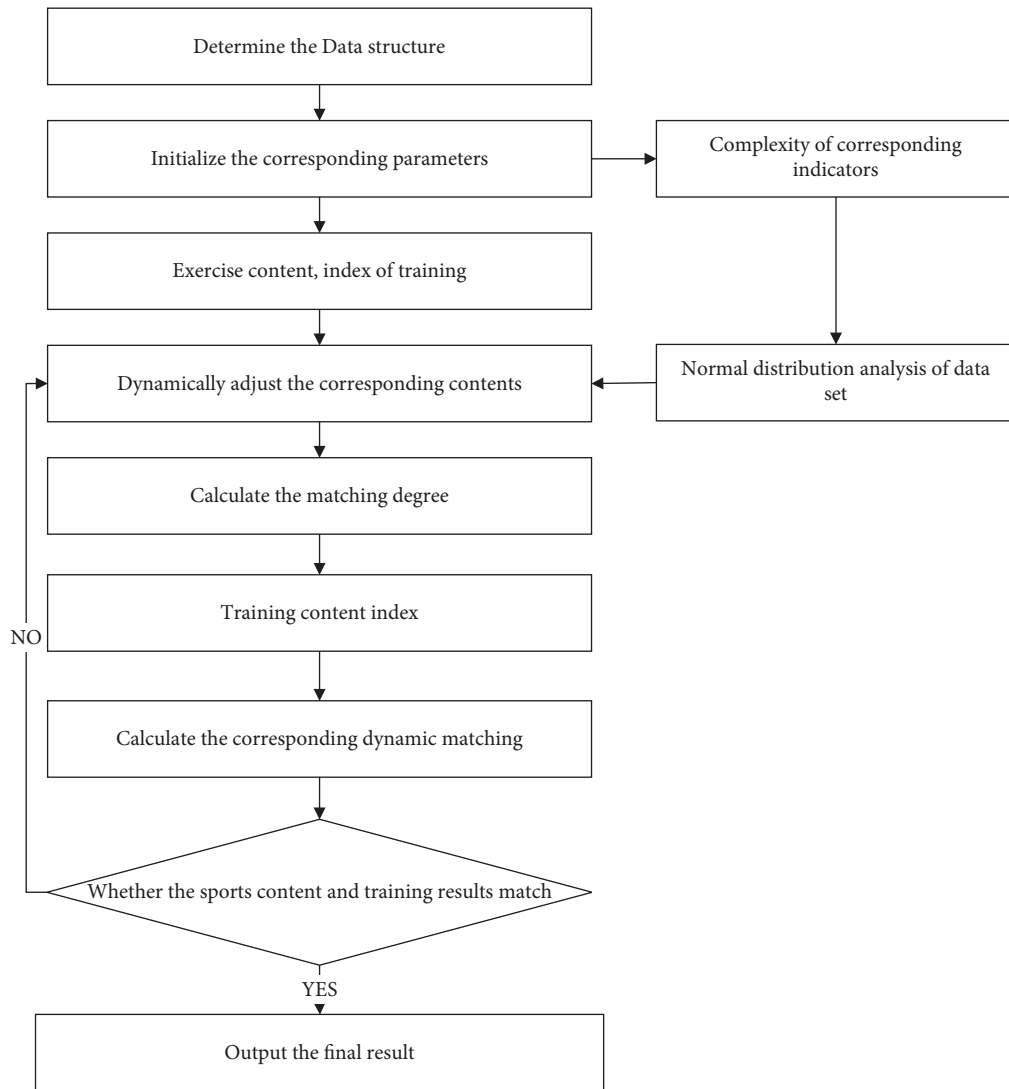 Determine the Data structure
Initialize the corresponding parameters
Complexity of corresponding
indicators
Exercise content, index of training
Dynamically adjust the corresponding contents
Normal distribution analysis of data
set
Calculate the matching degree
Training content index
NO
Calculate the corresponding dynamic matching
Whether the sports content and training results match
YES
Output the final result